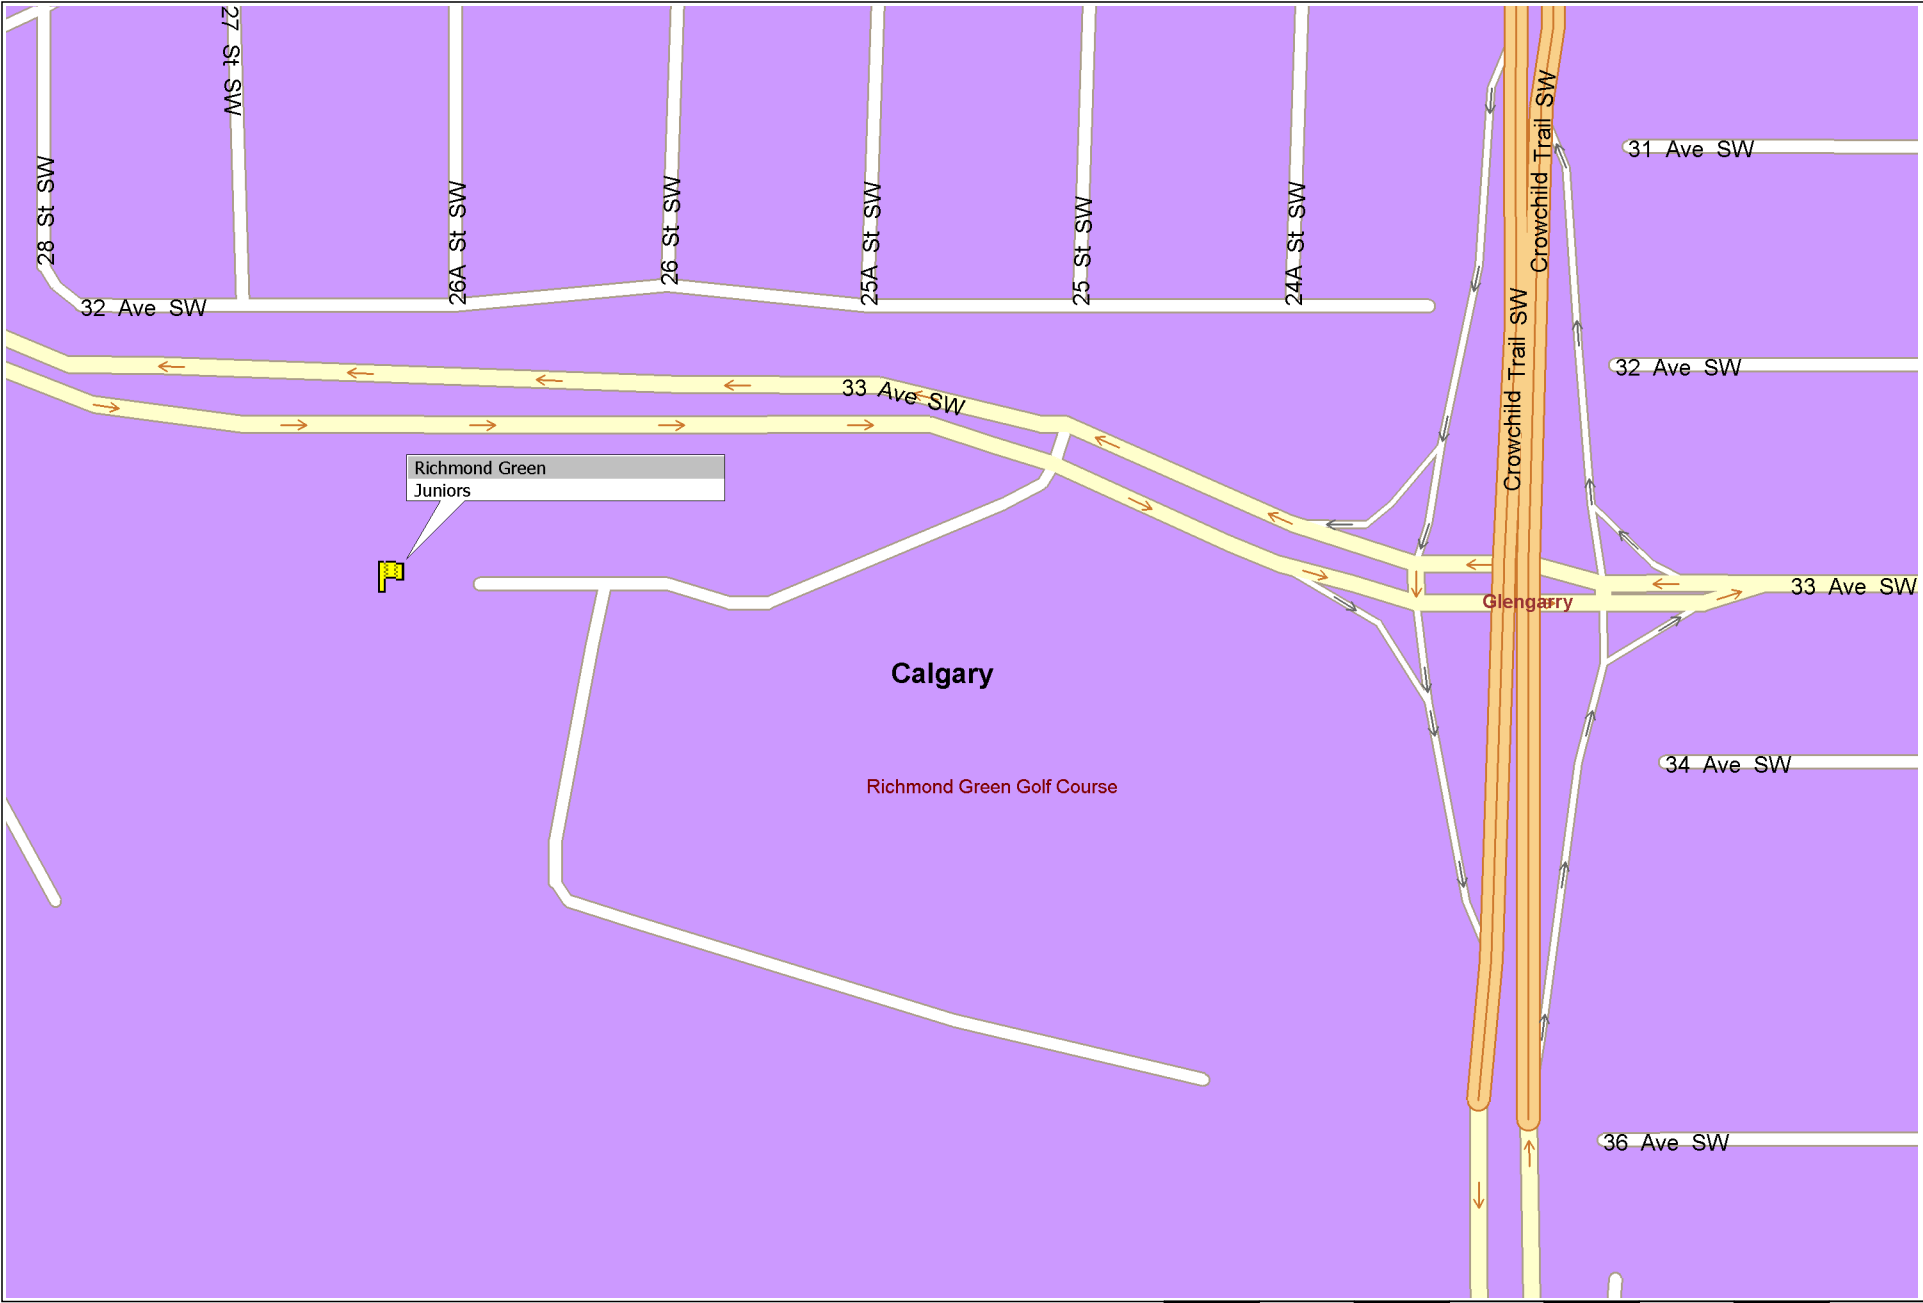 27 St SW
28 St SW
26A St SW
26 St SW
25A St SW
25 St SW
24A St SW
Crowchild Trail SW
31 Ave SW
32 Ave SW
Crowchild Trail SW
32 Ave SW
33 Ave SW
Richmond Green
Juniors
33 Ave SW
Glengarry
Calgary
34 Ave SW
Richmond Green Golf Course
36 Ave SW